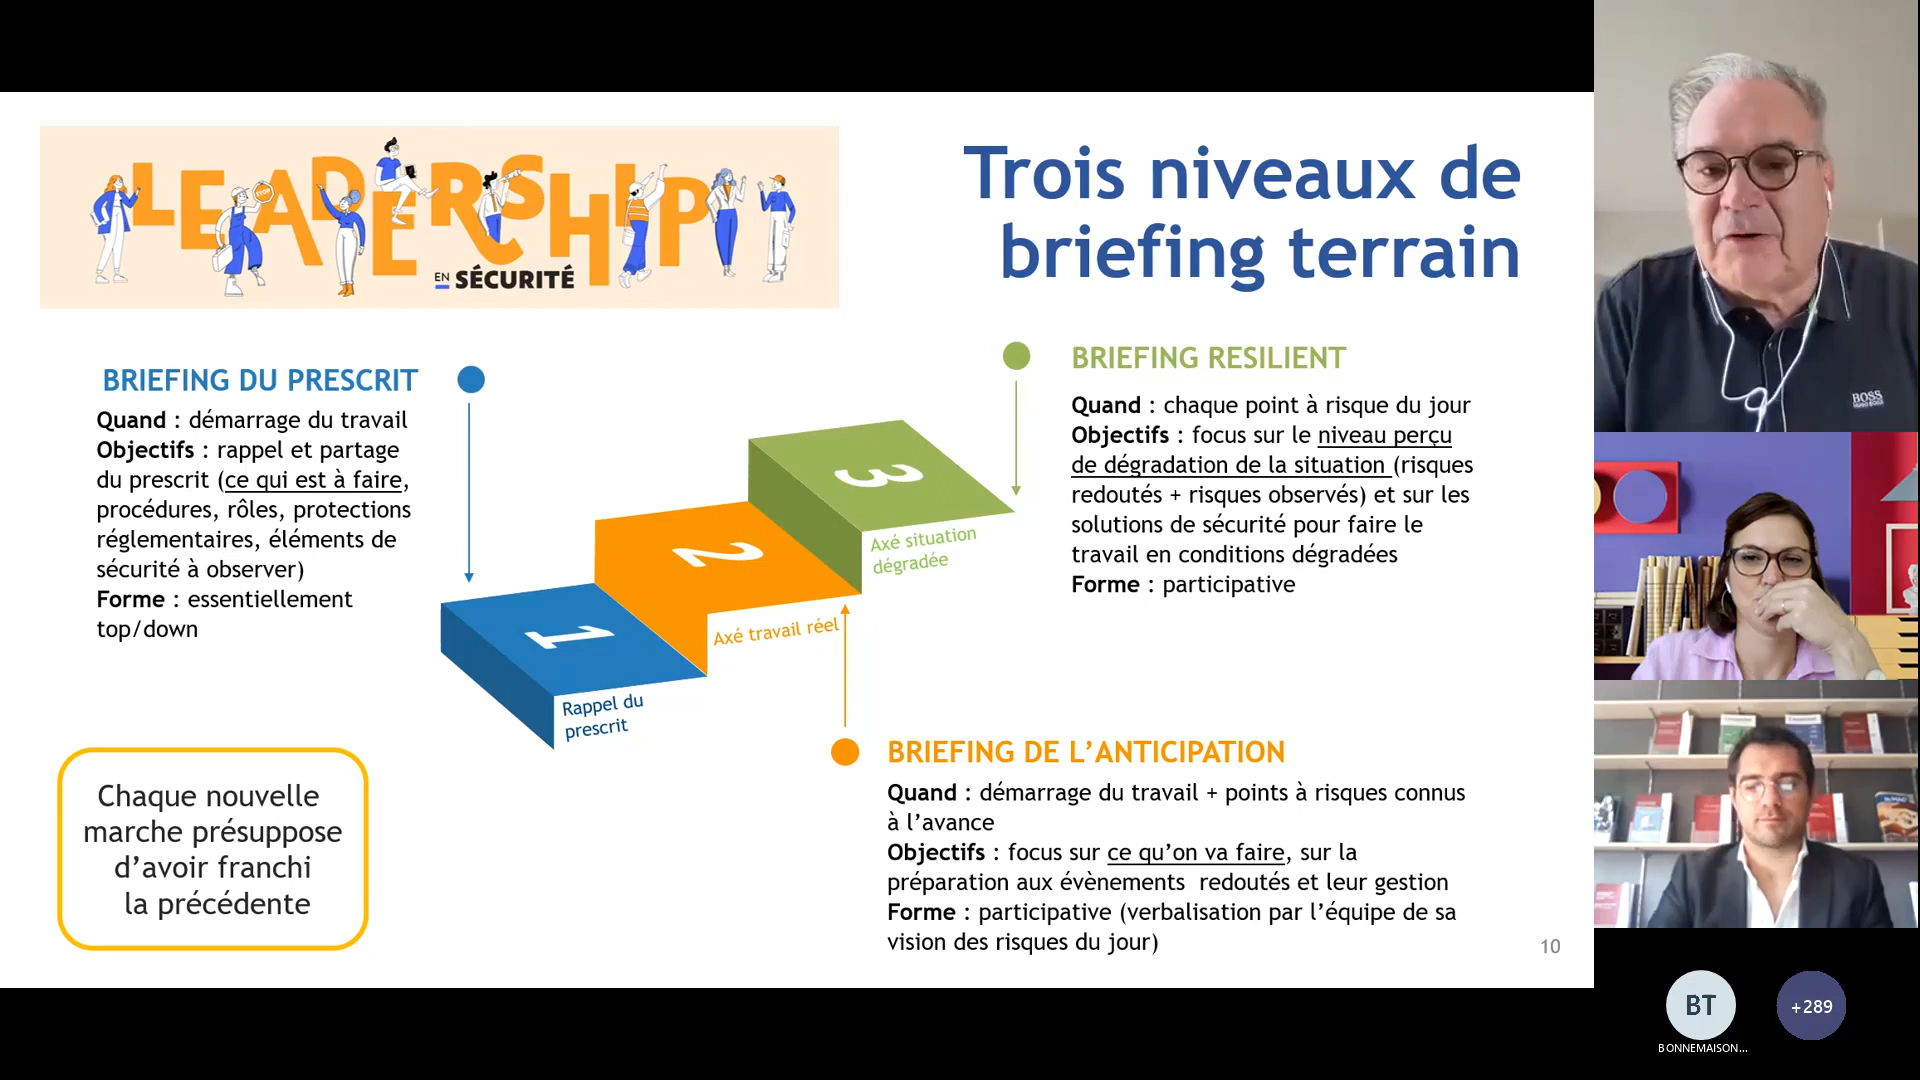 LEADERSHIP
STOP
EN SÉCURITÉ
Trois niveaux de
briefing terrain
BRIEFING DU PRESCRIT
Quand : démarrage du travail
Objectifs : rappel et partage
du prescrit (ce qui est à faire,
procédures, rôles, protections
réglementaires, éléments de
sécurité à observer)
Forme : essentiellement
top/down
1
Rappel du
prescrit
2
Axé travail réel
3
Axé situation
dégradée
BRIEFING RESILIENT
Quand : chaque point à risque du jour
Objectifs : focus sur le niveau perçu
de dégradation de la situation (risques
redoutés + risques observés) et sur les
solutions de sécurité pour faire le
travail en conditions dégradées
Forme : participative
BRIEFING DE L’ANTICIPATION
Quand : démarrage du travail + points à risques connus
à l’avance
Objectifs : focus sur ce qu’on va faire, sur la
préparation aux évènements redoutés et leur gestion
Forme : participative (verbalisation par l’équipe de sa
vision des risques du jour)
Chaque nouvelle
marche présuppose
d’avoir franchi
la précédente
10
BOSS
HUGO BOSS
BT
+289
BONNEMAISON...